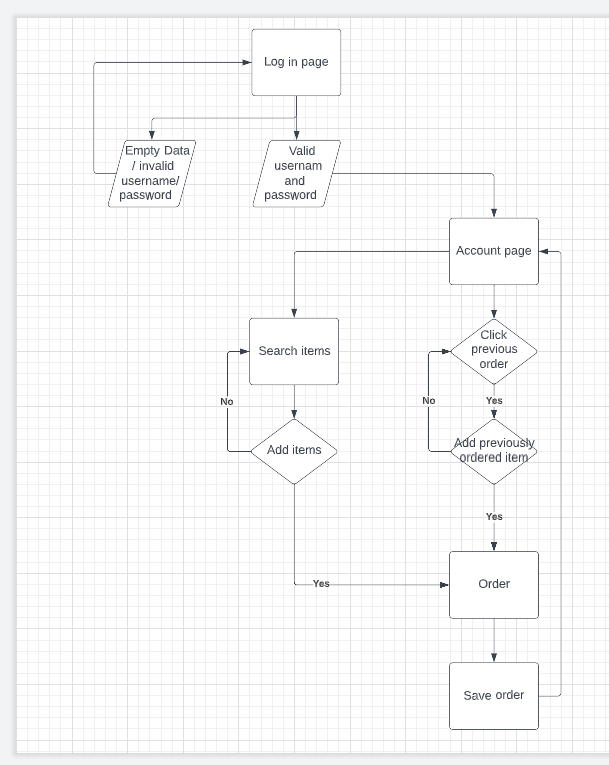 Log in page
Empty Data
/ invalid
username/
password
Valid
usernam
and
password
Account page
Search items
Click
previous
order
No
No
Yes
Add items
Add previously
ordered item
Yes
Yes
Order
Save order